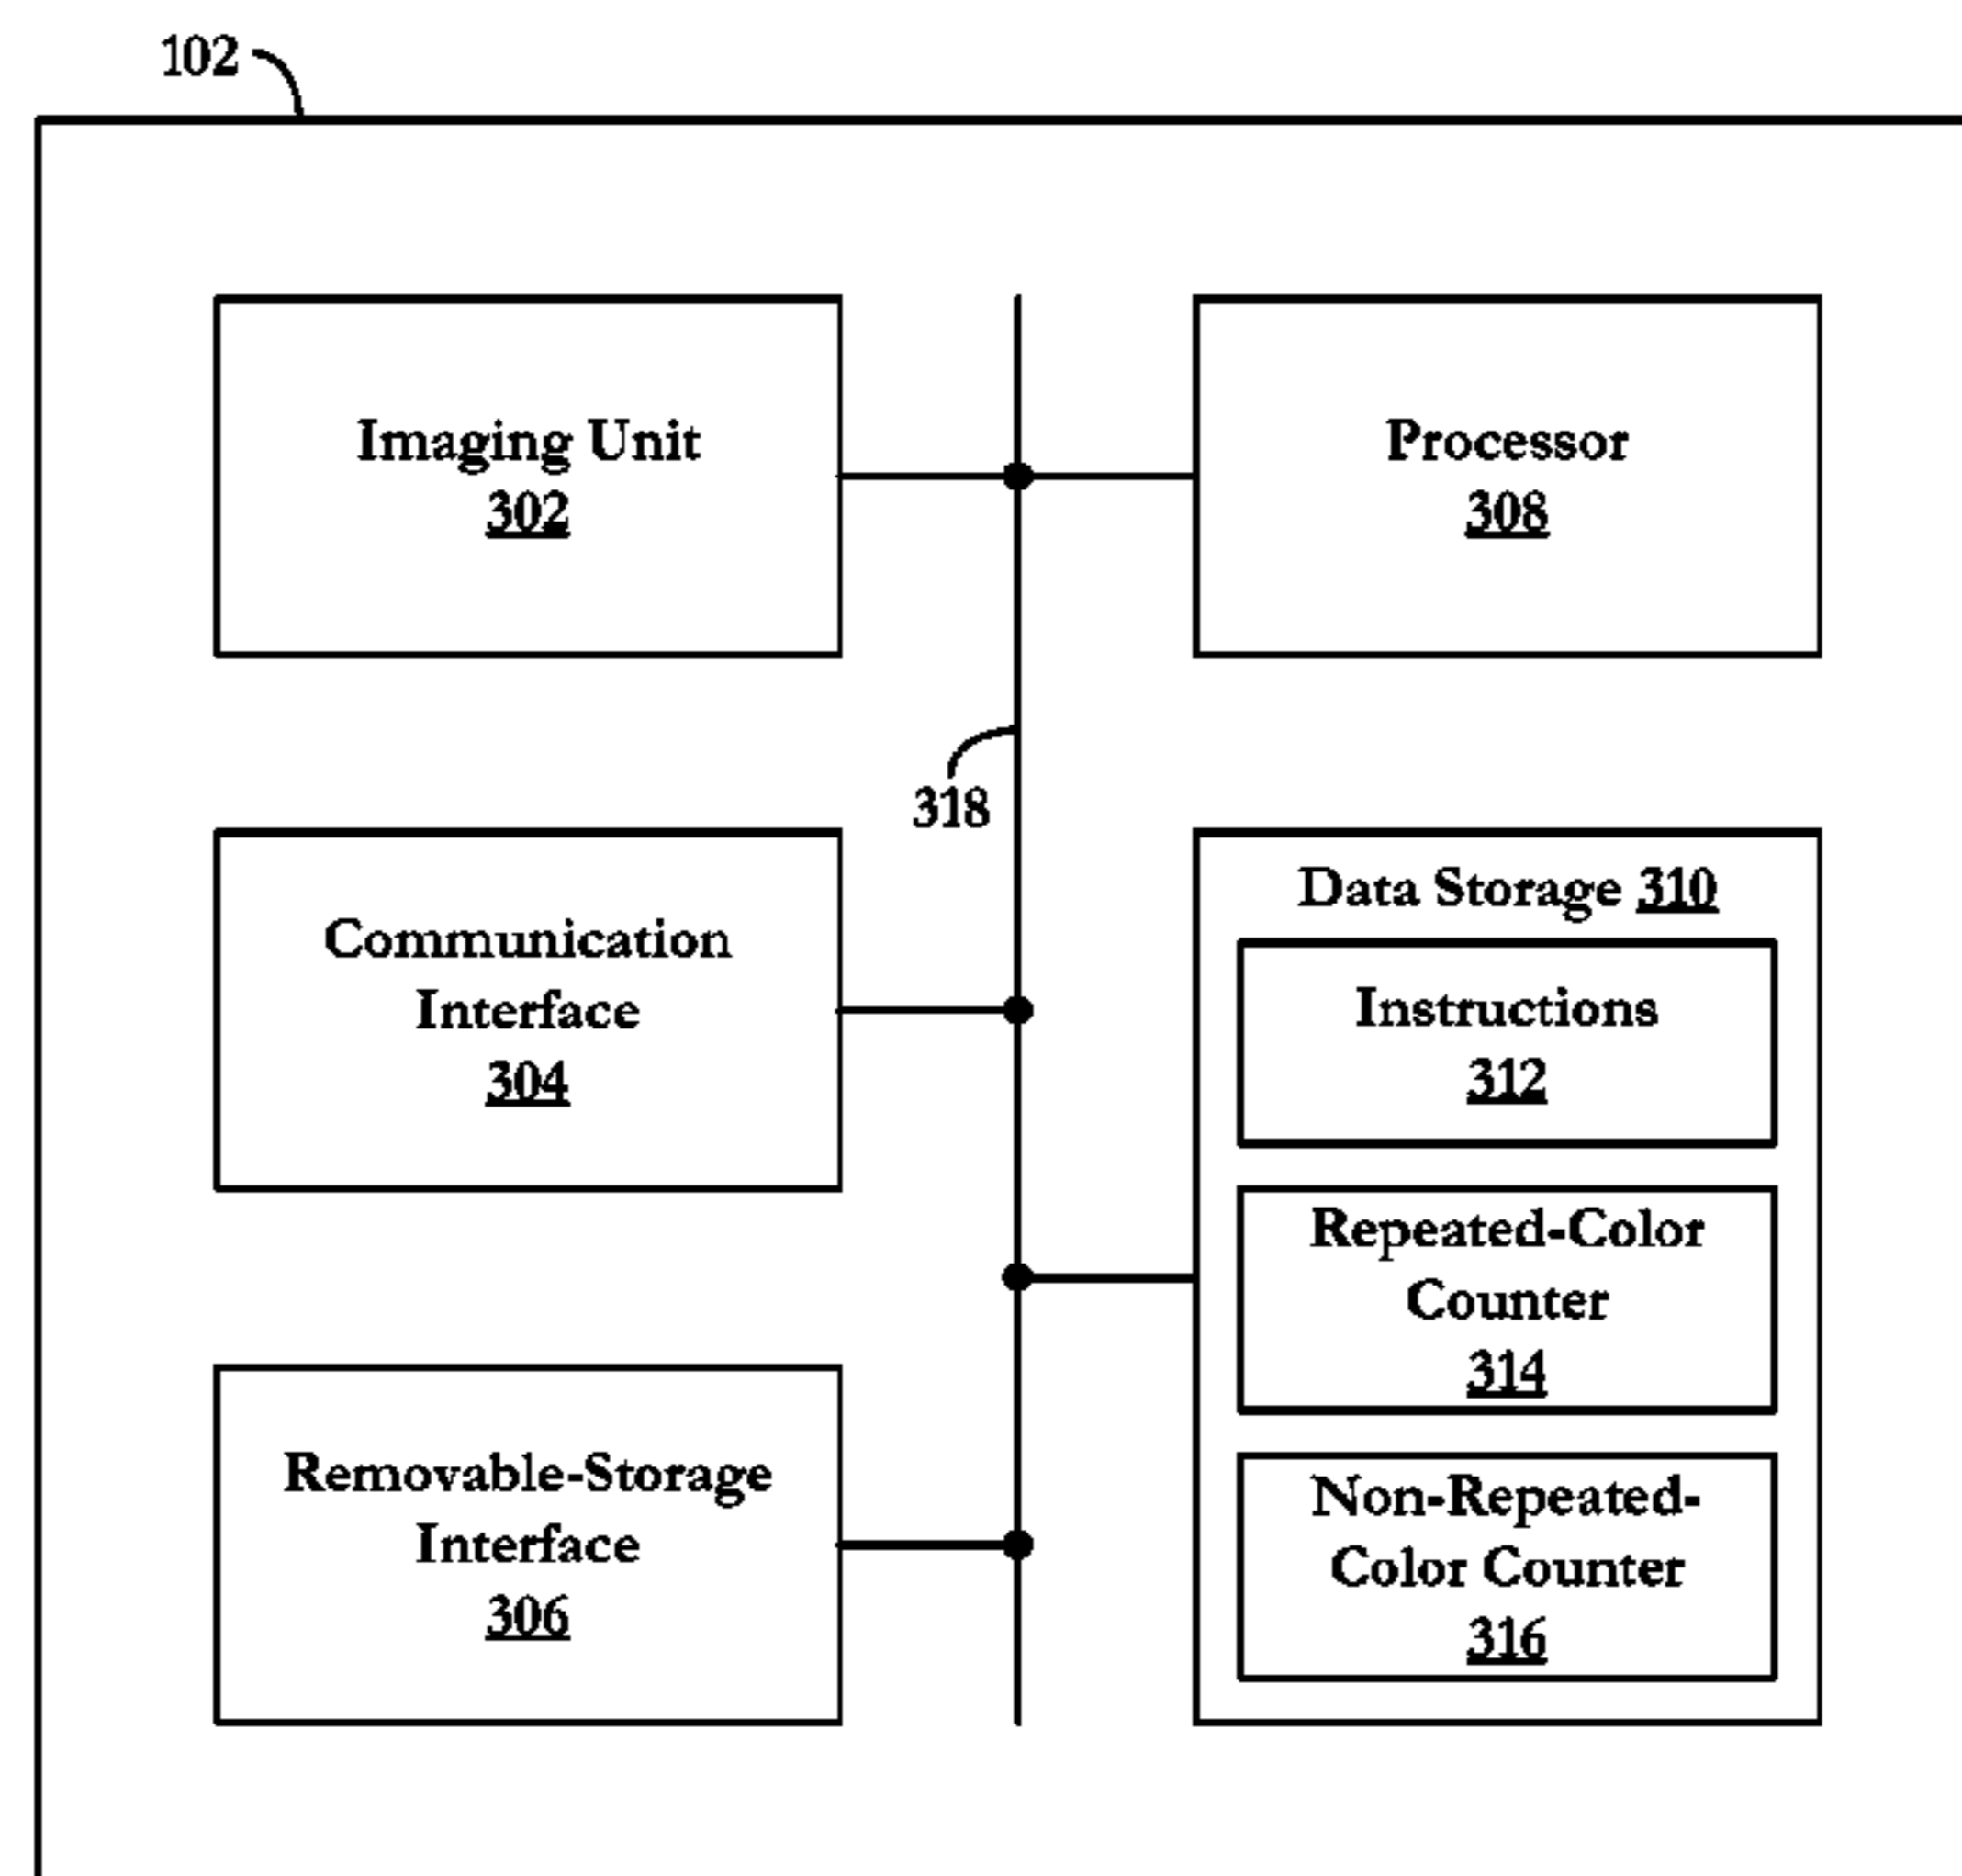 102
Imaging Unit
302
Processor
308
318
Communication
Interface
304
Data Storage 310
Instructions
312
Repeated-Color
Counter
314
Removable-Storage
Interface
306
Non-Repeated-
Color Counter
316